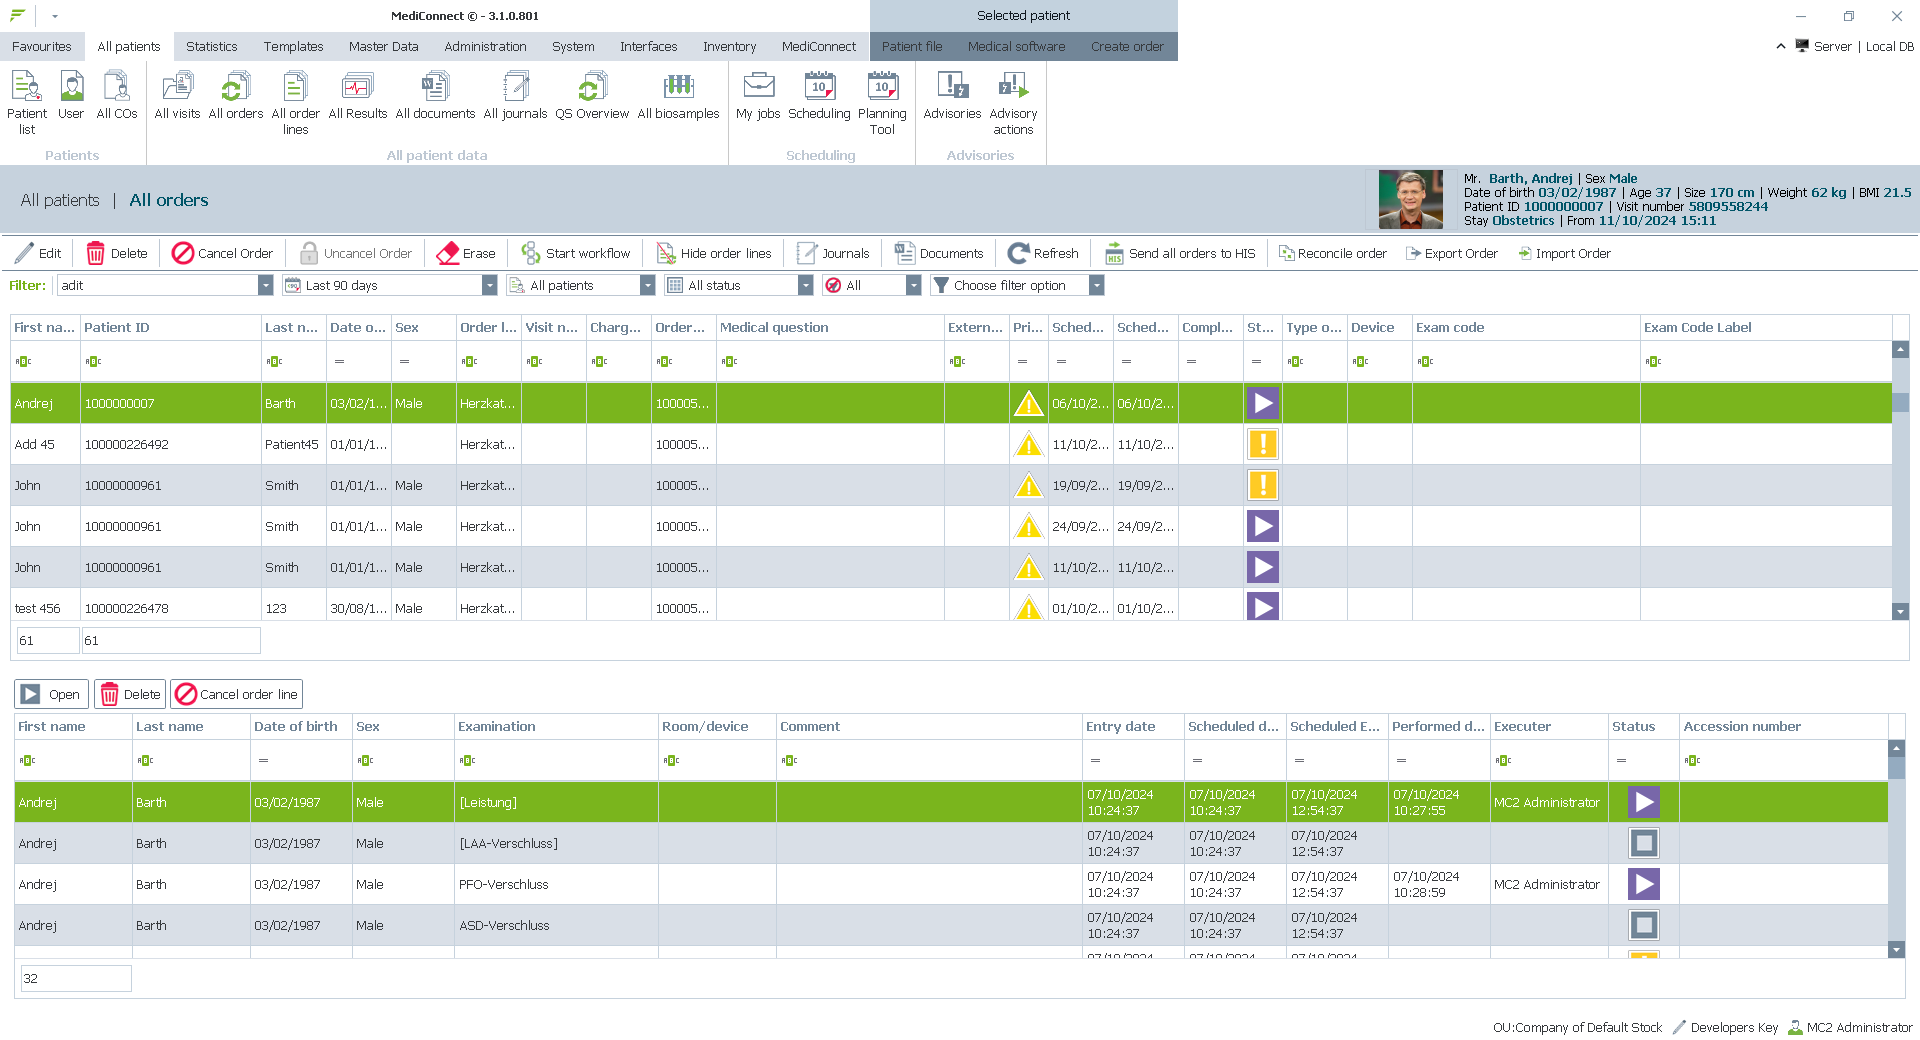 MediConnect © - 3.1.0.801
Selected patient
Favourites All patients Statistics Templates Master Data Administration System Interfaces Inventory MediConnect Patient file Medical software Create order
Server | Local DB
Patient list User All COs All visits All orders All order lines All Results All documents All journals QS Overview All biosamples My jobs Scheduling Planning Tool Advisories Advisory actions
Patients All patient data Scheduling Advisories
All patients | All orders
Mr. Barth, Andrej | Sex Male
Date of birth 03/02/1987 | Age 37 | Size 170 cm | Weight 62 kg | BMI 21.5
Patient ID 1000000007 | Visit number 5809558244
Stay Obstetrics | From 11/10/2024 15:11
Edit Delete Cancel Order Uncancel Order Erase Start workflow Hide order lines Journals Documents Refresh Send all orders to HIS Reconcile order Export Order Import Order
Filter: adit Last 90 days All patients All status All Choose filter option
First na... Patient ID Last n... Date o... Sex Order l... Visit n... Charg... Order... Medical question Extern... Pri... Sched... Sched... Compl... St... Type o... Device Exam code Exam Code Label
Andrej 1000000007 Barth 03/02/1... Male Herzkat... 100005... 06/10/2... 06/10/2...
Add 45 100000226492 Patient45 01/01/1... Herzkat... 100005... 11/10/2... 11/10/2...
John 10000000961 Smith 01/01/1... Male Herzkat... 100005... 19/09/2... 19/09/2...
John 10000000961 Smith 01/01/1... Male Herzkat... 100005... 24/09/2... 24/09/2...
John 10000000961 Smith 01/01/1... Male Herzkat... 100005... 11/10/2... 11/10/2...
test 456 100000226478 123 30/08/1... Male Herzkat... 100005... 01/10/2... 01/10/2...
61 61
Open Delete Cancel order line
First name Last name Date of birth Sex Examination Room/device Comment Entry date Scheduled d... Scheduled E... Performed d... Executer Status Accession number
Andrej Barth 03/02/1987 Male [Leistung] 07/10/2024 10:24:37 07/10/2024 10:24:37 07/10/2024 12:54:37 07/10/2024 10:27:55 MC2 Administrator
Andrej Barth 03/02/1987 Male [LAA-Verschluss] 07/10/2024 10:24:37 07/10/2024 10:24:37 07/10/2024 12:54:37
Andrej Barth 03/02/1987 Male PFO-Verschluss 07/10/2024 10:24:37 07/10/2024 10:24:37 07/10/2024 12:54:37 07/10/2024 10:28:59 MC2 Administrator
Andrej Barth 03/02/1987 Male ASD-Verschluss 07/10/2024 10:24:37 07/10/2024 10:24:37 07/10/2024 12:54:37
32
OU:Company of Default Stock Developers Key MC2 Administrator